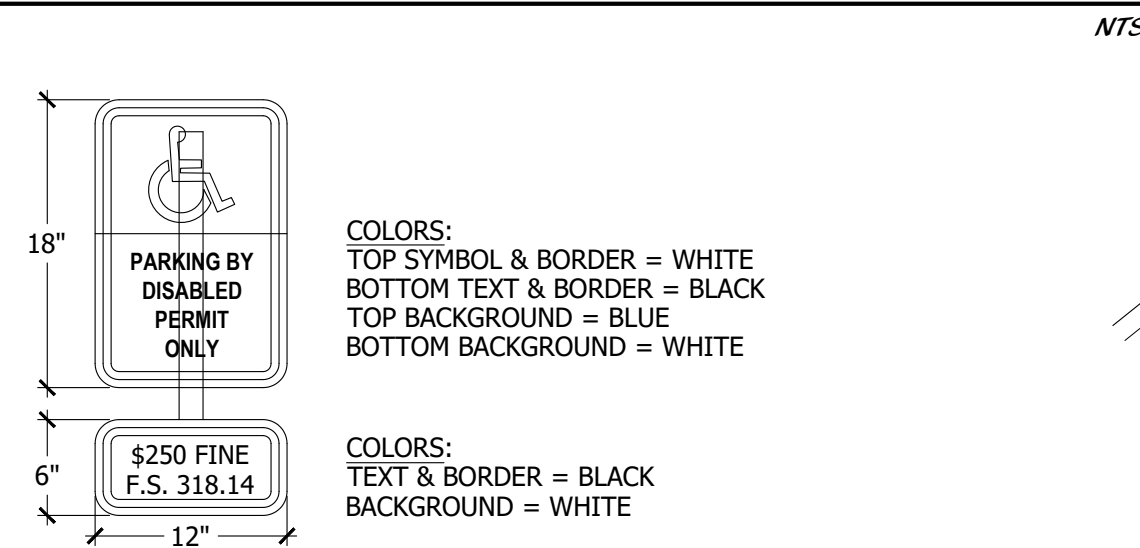 NTS
18"
PARKING BY
DISABLED
PERMIT
ONLY
COLORS:
TOP SYMBOL & BORDER = WHITE
BOTTOM TEXT & BORDER = BLACK
TOP BACKGROUND = BLUE
BOTTOM BACKGROUND = WHITE
6"
$250 FINE
F.S. 318.14
12"
COLORS:
TEXT & BORDER = BLACK
BACKGROUND = WHITE